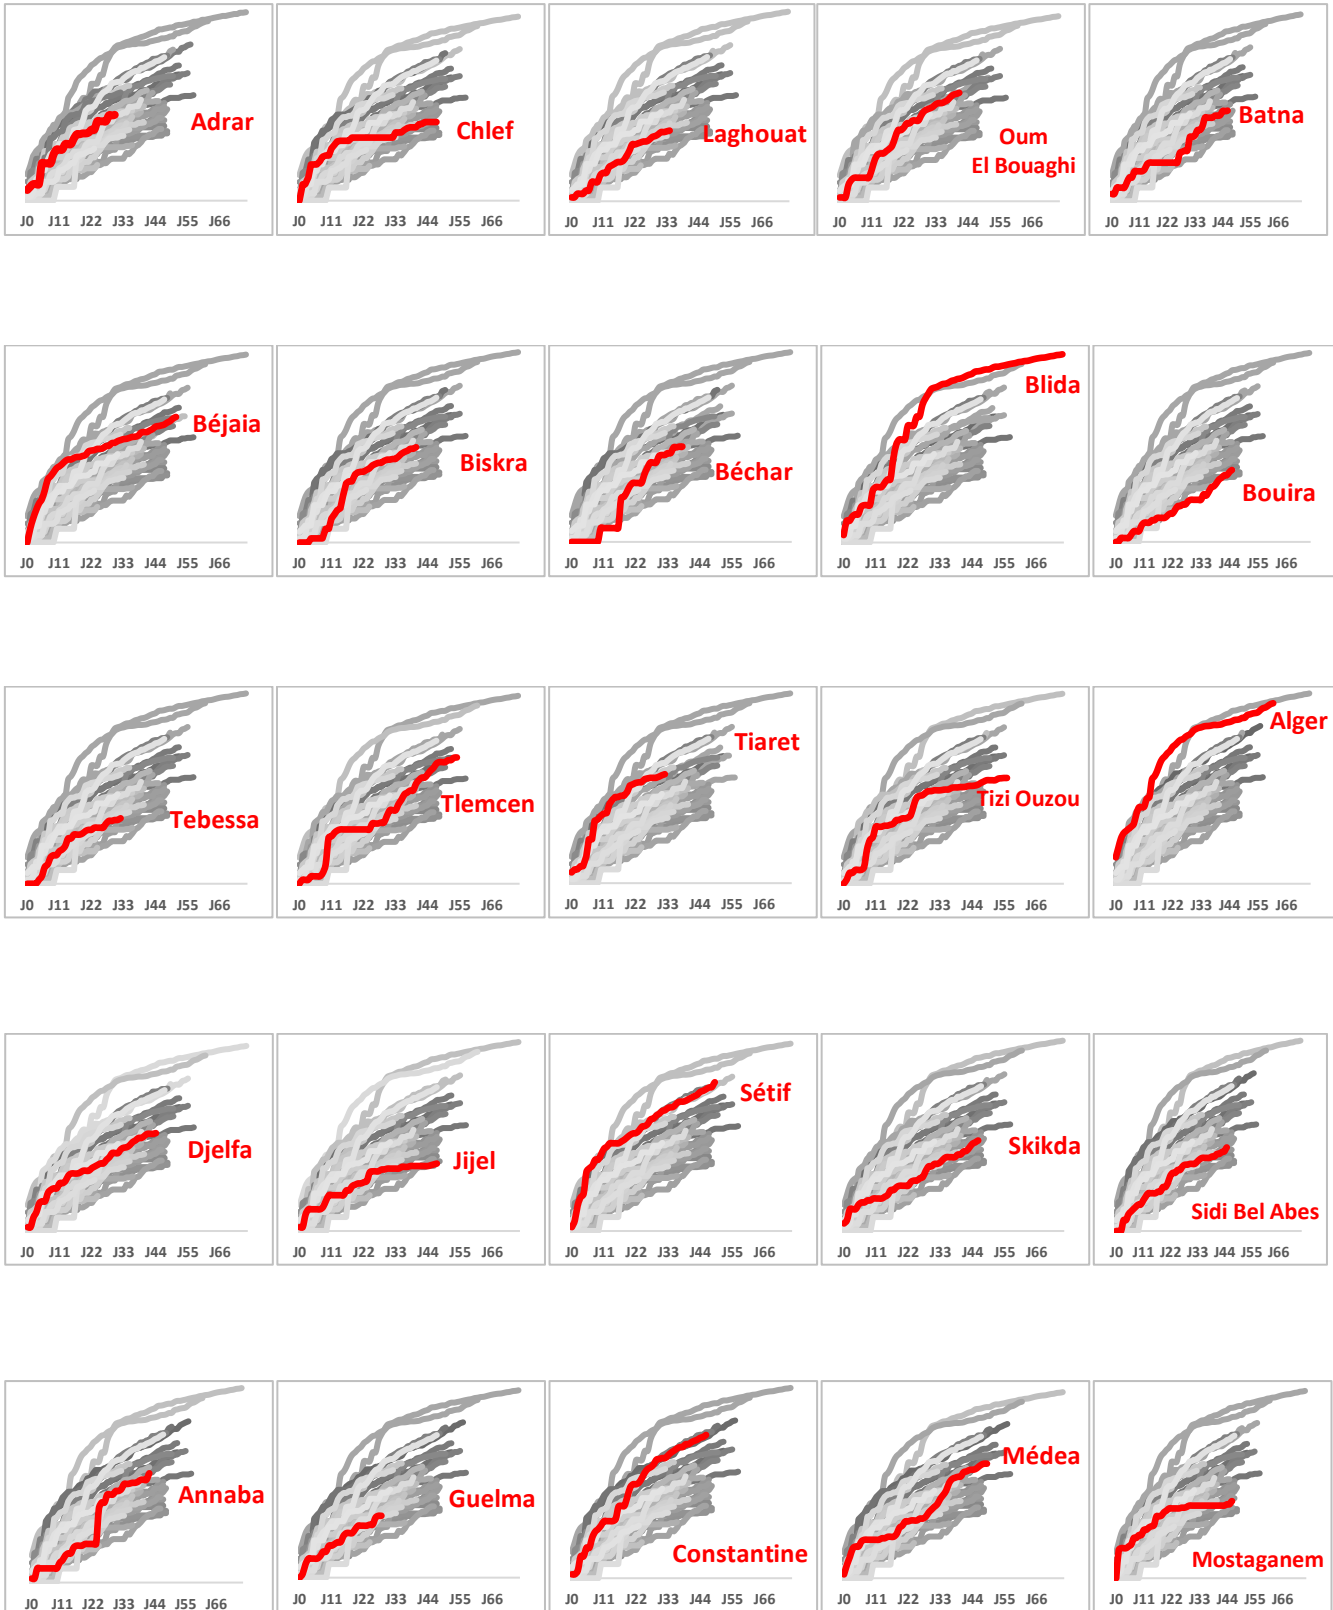 Adrar
J0 J11 J22 J33 J44 J55 J66
Chlef
J0 J11 J22 J33 J44 J55 J66
Laghouat
J0 J11 J22 J33 J44 J55 J66
Oum
El Bouaghi
J0 J11 J22 J33 J44 J55 J66
Batna
J0 J11 J22 J33 J44 J55 J66
Béjaia
J0 J11 J22 J33 J44 J55 J66
Biskra
J0 J11 J22 J33 J44 J55 J66
Béchar
J0 J11 J22 J33 J44 J55 J66
Blida
J0 J11 J22 J33 J44 J55 J66
Bouira
J0 J11 J22 J33 J44 J55 J66
Tebessa
J0 J11 J22 J33 J44 J55 J66
Tlemcen
J0 J11 J22 J33 J44 J55 J66
Tiaret
J0 J11 J22 J33 J44 J55 J66
Tizi Ouzou
J0 J11 J22 J33 J44 J55 J66
Alger
J0 J11 J22 J33 J44 J55 J66
Djelfa
J0 J11 J22 J33 J44 J55 J66
Jijel
J0 J11 J22 J33 J44 J55 J66
Sétif
J0 J11 J22 J33 J44 J55 J66
Skikda
J0 J11 J22 J33 J44 J55 J66
Sidi Bel Abes
J0 J11 J22 J33 J44 J55 J66
Annaba
J0 J11 J22 J33 J44 J55 J66
Guelma
J0 J11 J22 J33 J44 J55 J66
Constantine
J0 J11 J22 J33 J44 J55 J66
Médea
J0 J11 J22 J33 J44 J55 J66
Mostaganem
J0 J11 J22 J33 J44 J55 J66